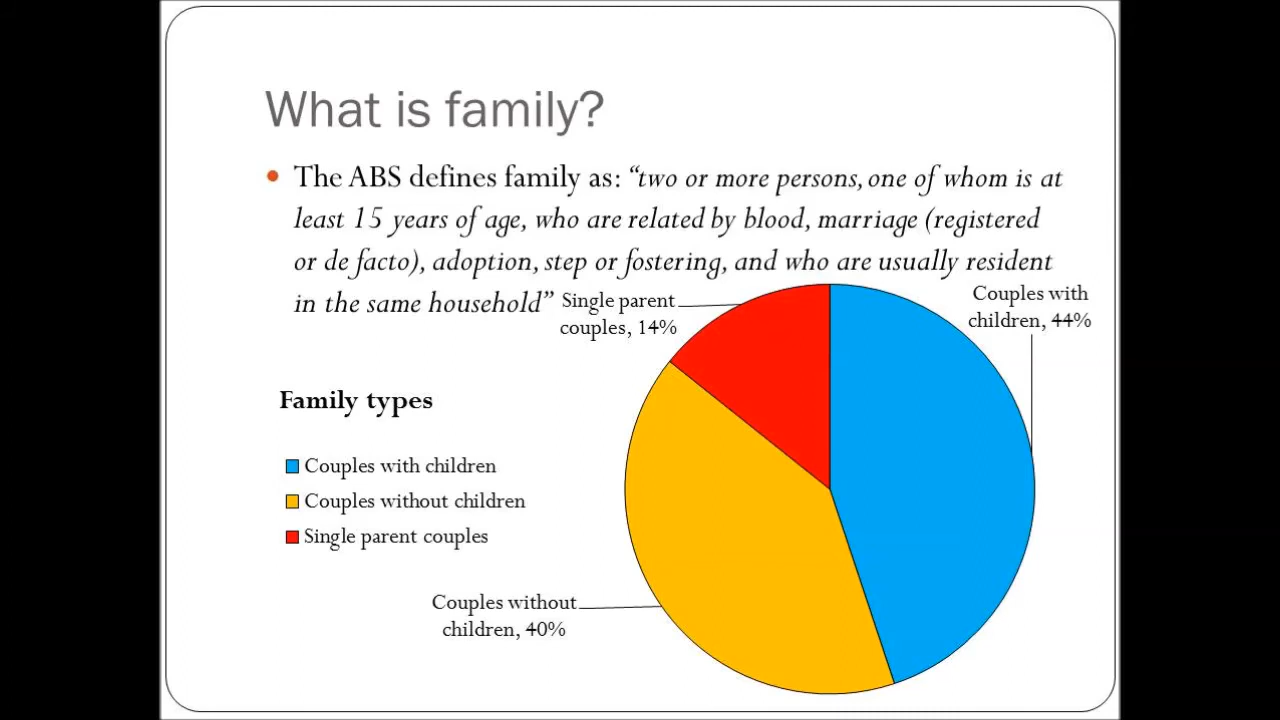 What is family?
• The ABS defines family as: “two or more persons, one of whom is at
least 15 years of age, who are related by blood, marriage (registered
or de facto), adoption, step or fostering, and who are usually resident
in the same household”
Single parent
couples, 14%
Couples with
children, 44%
Family types
Couples with children
Couples without children
Single parent couples
Couples without
children, 40%